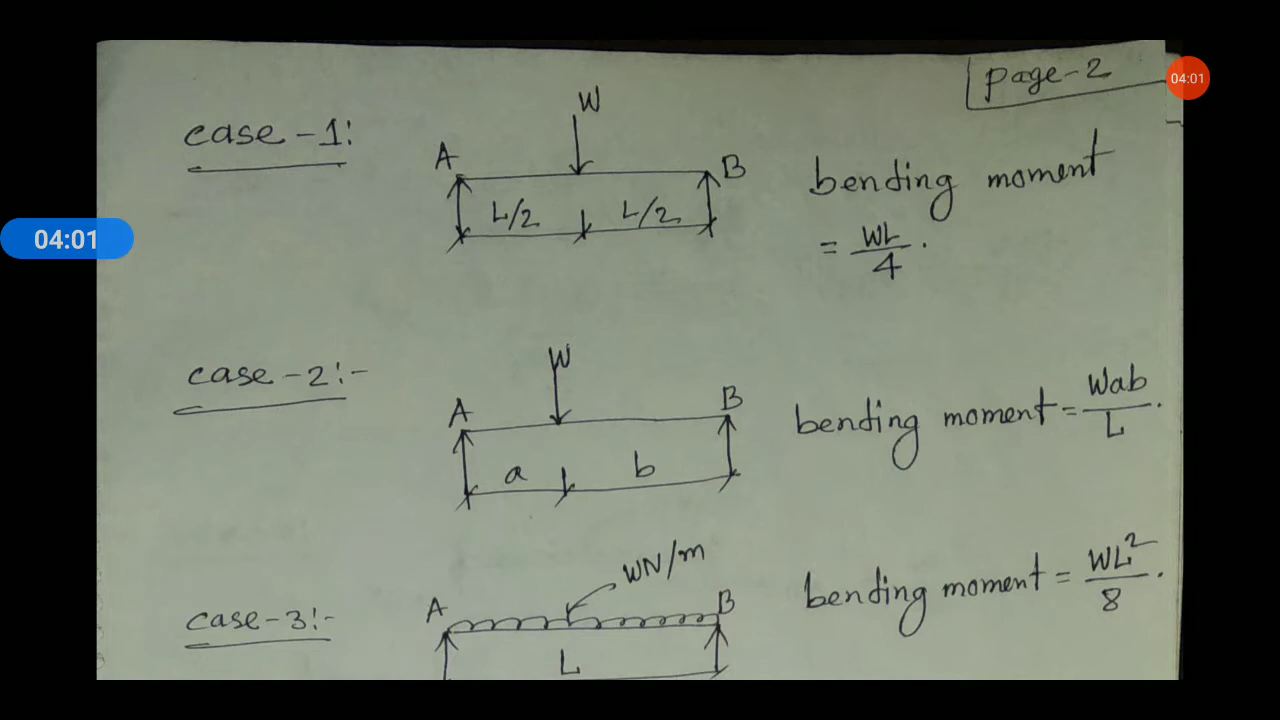 page-2
04:01
case-1:
W
A
B
L/2
L/2
bending moment
= WL/4.
04:01
case-2:-
W
A
B
a
b
bending moment = Wab/L.
WN/m
case-3:-
A
B
L
bending moment = WL²/8.